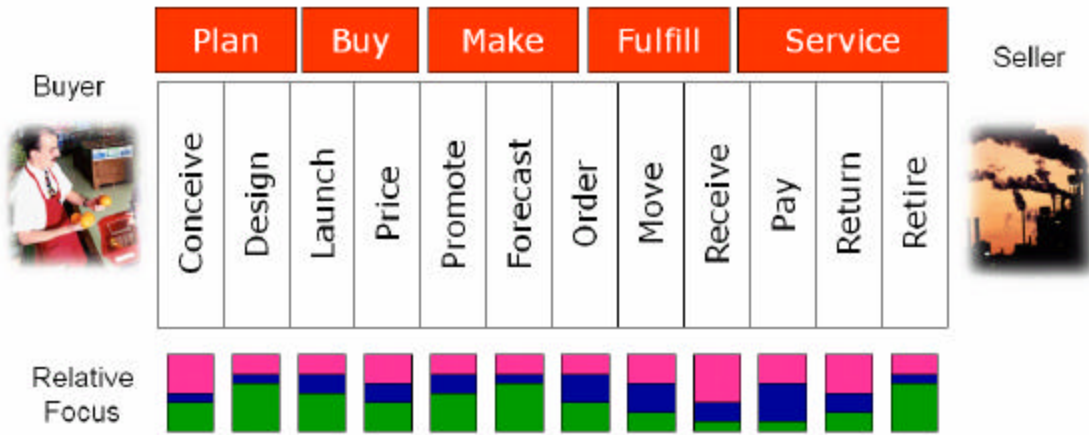 Plan
Buy
Make
Fulfill
Service
Buyer
Seller
Conceive
Design
Launch
Price
Promote
Forecast
Order
Move
Receive
Pay
Return
Retire
Relative
Focus